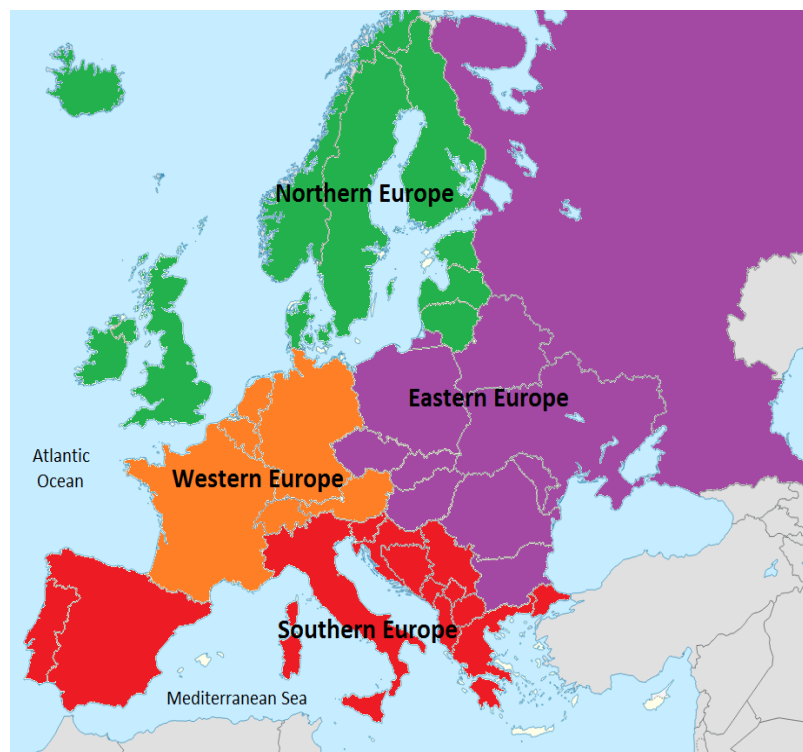 Northern Europe
Eastern Europe
Atlantic
Ocean
Western Europe
Southern Europe
Mediterranean Sea